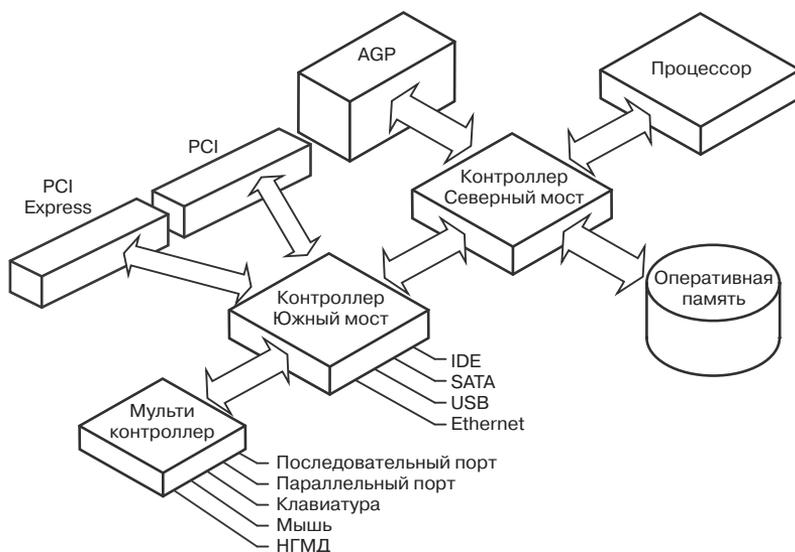 AGP
Процессор
PCI
PCI
Express
Контроллер
Северный мост
Контроллер
Южный мост
Оперативная
память
IDE
SATA
USB
Ethernet
Мульти
контроллер
Последовательный порт
Параллельный порт
Клавиатура
Мышь
НГМД